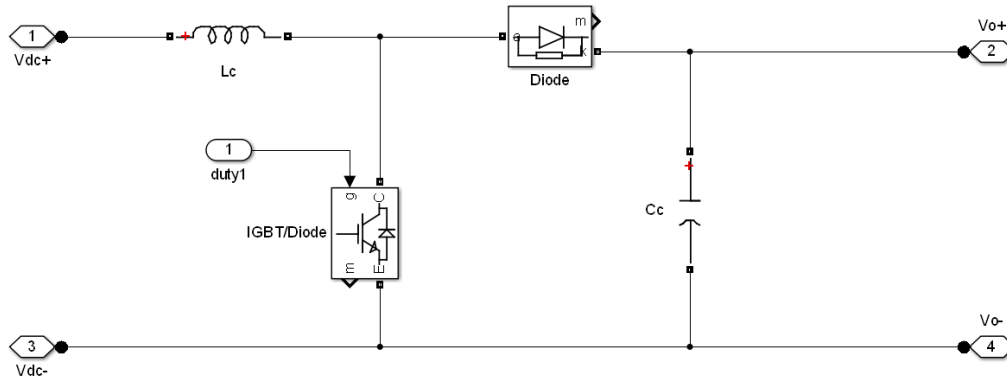 1
Vdc+
Lc
m
a
k
Diode
Vo+
2
1
duty1
g
C
IGBT/Diode
m
E
Cc
3
Vdc-
Vo-
4